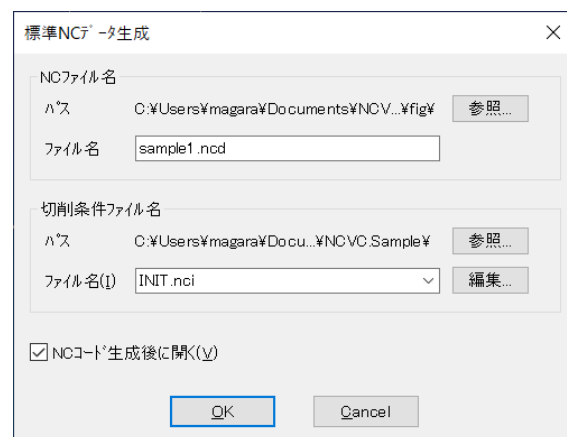 標準NCﾃﾞｰﾀ生成
NCﾌｧｲﾙ名
ﾊﾟｽ C:¥Users¥magara¥Documents¥NCV...¥fig¥ 参照...
ﾌｧｲﾙ名 sample1.ncd
切削条件ﾌｧｲﾙ名
ﾊﾟｽ C:¥Users¥magara¥Docu...¥NCVC.Sample¥ 参照...
ﾌｧｲﾙ名(I) INIT.nci 編集...
NCｺｰﾄﾞ生成後に開く(V)
OK Cancel